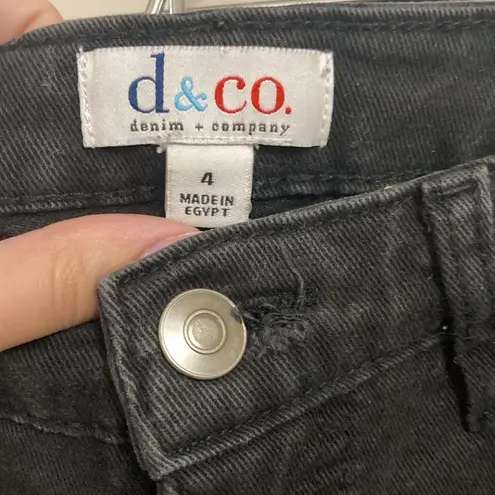 d&co.
denim + company
4
MADE IN
EGYPT